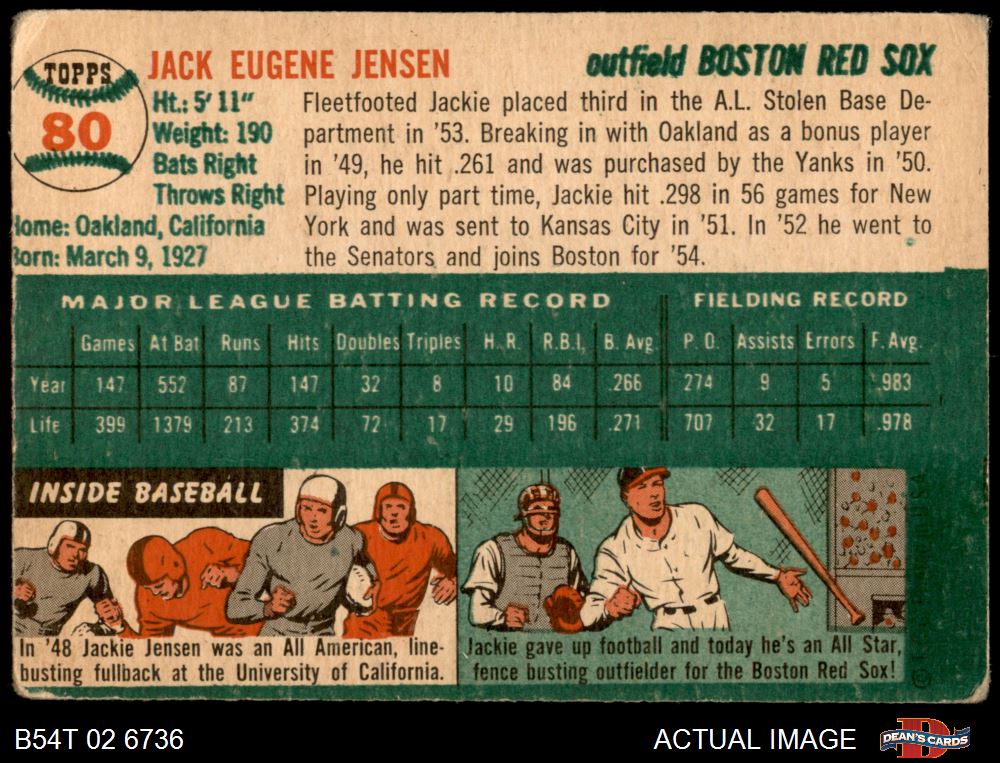 TOPPS
80
JACK EUGENE JENSEN
outfield BOSTON RED SOX
Ht.: 5' 11"
Weight: 190
Bats Right
Throws Right
Home: Oakland, California
Born: March 9, 1927
Fleetfooted Jackie placed third in the A.L. Stolen Base De-
partment in '53. Breaking in with Oakland as a bonus player
in '49, he hit .261 and was purchased by the Yanks in '50.
Playing only part time, Jackie hit .298 in 56 games for New
York and was sent to Kansas City in '51. In '52 he went to
the Senators and joins Boston for '54.
MAJOR LEAGUE BATTING RECORD FIELDING RECORD
Games At Bat Runs Hits Doubles Triples H. R. R.B.I. B. Avg. P. O. Assists Errors F. Avg.
Year 147 552 87 147 32 8 10 84 .266 274 9 5 .983
Life 399 1379 213 374 72 17 29 196 .271 707 32 17 .978
INSIDE BASEBALL
In '48 Jackie Jensen was an All American, line-
busting fullback at the University of California.
Jackie gave up football and today he's an All Star,
fence busting outfielder for the Boston Red Sox!
B54T 02 6736
ACTUAL IMAGE
DEAN'S CARDS